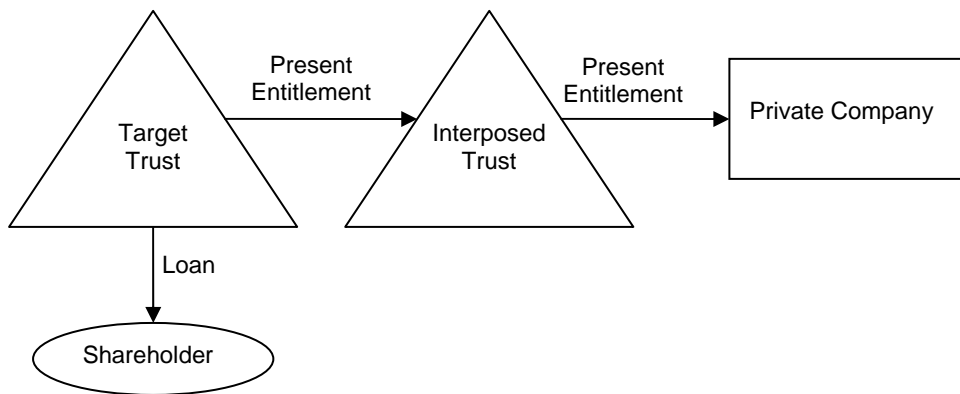 Present
Entitlement
Present
Entitlement
Target
Trust
Interposed
Trust
Private Company
Loan
Shareholder